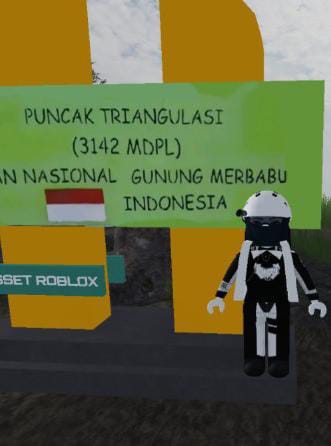 PUNCAK TRIANGULASI
(3142 MDPL)
AN NASIONAL GUNUNG MERBABU
INDONESIA
SSET ROBLOX